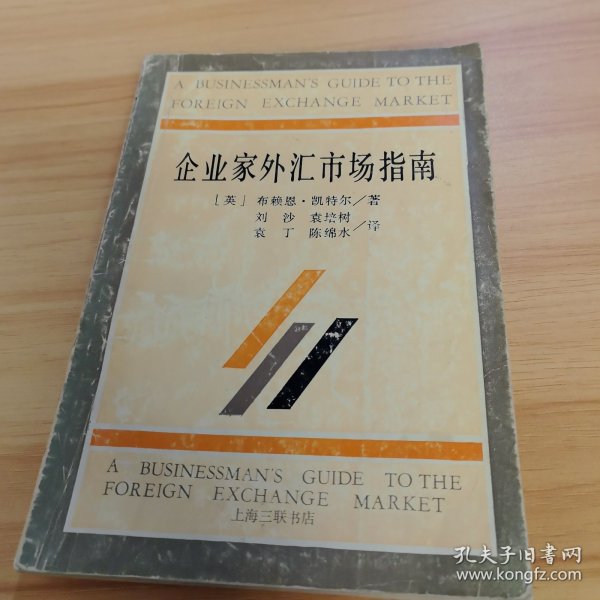 A BUSINESSMAN'S GUIDE TO THE
FOREIGN EXCHANGE MARKET
企业家外汇市场指南
[英] 布赖恩·凯特尔/著
刘 沙 袁培树
袁 丁 陈绵水/译
A BUSINESSMAN'S GUIDE TO THE
FOREIGN EXCHANGE MARKET
上海三联书店
孔夫子旧书网
www.kongfz.com